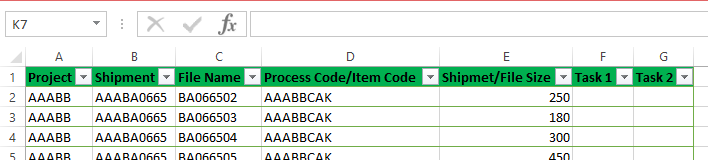 K7 fx
A B C D E F G
1 Project Shipment File Name Process Code/Item Code Shipmet/File Size Task 1 Task 2
2 AAABB AAABA0665 BA066502 AAABBCAK 250
3 AAABB AAABA0665 BA066503 AAABBCAK 180
4 AAABB AAABA0665 BA066504 AAABBCAK 300
5 AAABB AAABA0665 BA066505 AAABBCAK 450